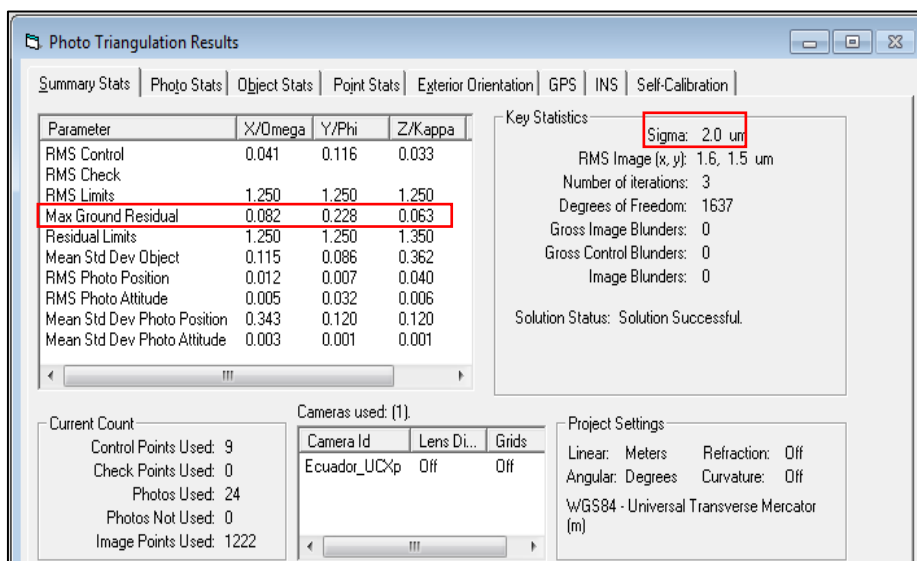 Photo Triangulation Results
Summary Stats Photo Stats Object Stats Point Stats Exterior Orientation GPS INS Self-Calibration
Parameter X/Omega Y/Phi Z/Kappa
RMS Control 0.041 0.116 0.033
RMS Check
RMS Limits 1.250 1.250 1.250
Max Ground Residual 0.082 0.228 0.063
Residual Limits 1.250 1.250 1.350
Mean Std Dev Object 0.115 0.086 0.362
RMS Photo Position 0.012 0.007 0.040
RMS Photo Attitude 0.005 0.032 0.006
Mean Std Dev Photo Position 0.343 0.120 0.120
Mean Std Dev Photo Attitude 0.003 0.001 0.001
Key Statistics
Sigma: 2.0 um
RMS Image (x, y): 1.6, 1.5 um
Number of iterations: 3
Degrees of Freedom: 1637
Gross Image Blunders: 0
Gross Control Blunders: 0
Image Blunders: 0
Solution Status: Solution Successful.
Current Count
Control Points Used: 9
Check Points Used: 0
Photos Used: 24
Photos Not Used: 0
Image Points Used: 1222
Cameras used: (1).
Camera Id Lens Di... Grids
Ecuador_UCXp Off Off
Project Settings
Linear: Meters Refraction: Off
Angular: Degrees Curvature: Off
WGS84 - Universal Transverse Mercator
(m)